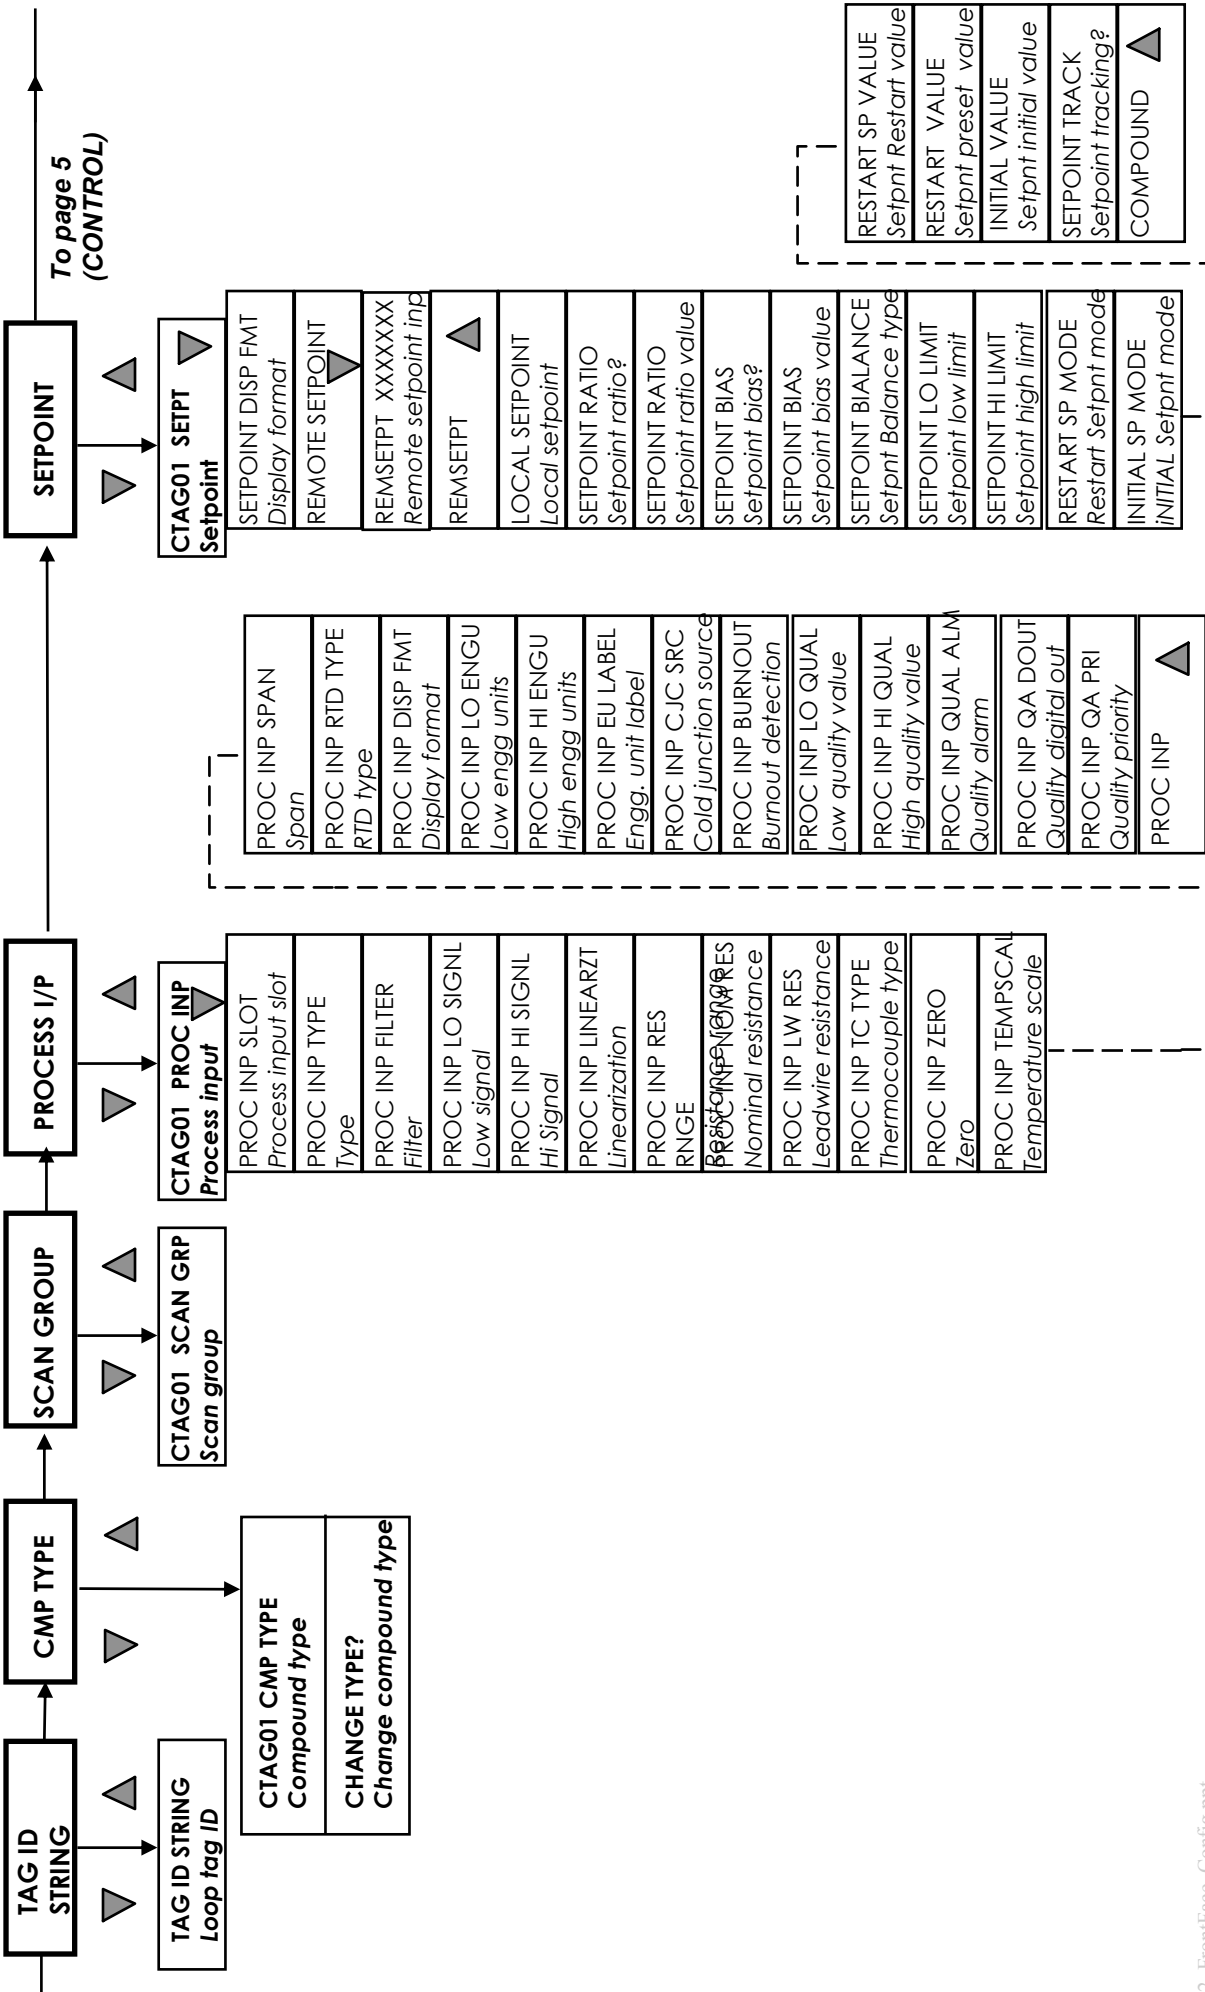 TAG ID
STRING
CMP TYPE
SCAN GROUP
PROCESS I/P
SETPOINT
To page 5
(CONTROL)
TAG ID STRING
Loop tag ID
CTAG01 CMP TYPE
Compound type
CHANGE TYPE?
Change compound type
CTAG01 SCAN GRP
Scan group
CTAG01 PROC INP
Process input
PROC INP SLOT
Process input slot
PROC INP TYPE
Type
PROC INP FILTER
Filter
PROC INP LO SIGNL
Low signal
PROC INP HI SIGNL
Hi Signal
PROC INP LINEARZT
Linearization
PROC INP RES
RNGE
Resistance range
PROC INP NOM RES
Nominal resistance
PROC INP LW RES
Leadwire resistance
PROC INP TC TYPE
Thermocouple type
PROC INP ZERO
Zero
PROC INP TEMPSCAL
Temperature scale
PROC INP SPAN
Span
PROC INP RTD TYPE
RTD type
PROC INP DISP FMT
Display format
PROC INP LO ENGU
Low engg units
PROC INP HI ENGU
High engg units
PROC INP EU LABEL
Engg. unit label
PROC INP CJC SRC
Cold junction source
PROC INP BURNOUT
Burnout detection
PROC INP LO QUAL
Low quality value
PROC INP HI QUAL
High quality value
PROC INP QUAL ALM
Quality alarm
PROC INP QA DOUT
Quality digital out
PROC INP QA PRI
Quality priority
PROC INP
CTAG01 SETPT
Setpoint
SETPOINT DISP FMT
Display format
REMOTE SETPOINT
REMSETPT XXXXXXX
Remote setpoint inp
REMSETPT
LOCAL SETPOINT
Local setpoint
SETPOINT RATIO
Setpoint ratio?
SETPOINT RATIO
Setpoint ratio value
SETPOINT BIAS
Setpoint bias?
SETPOINT BIAS
Setpoint bias value
SETPOINT BIALANCE
Setpnt Balance type
SETPOINT LO LIMIT
Setpoint low limit
SETPOINT HI LIMIT
Setpoint high limit
RESTART SP MODE
Restart Setpnt mode
INITIAL SP MODE
iNITIAL Setpnt mode
RESTART SP VALUE
Setpnt Restart value
RESTART VALUE
Setpnt preset value
INITIAL VALUE
Setpnt initial value
SETPOINT TRACK
Setpoint tracking?
COMPOUND